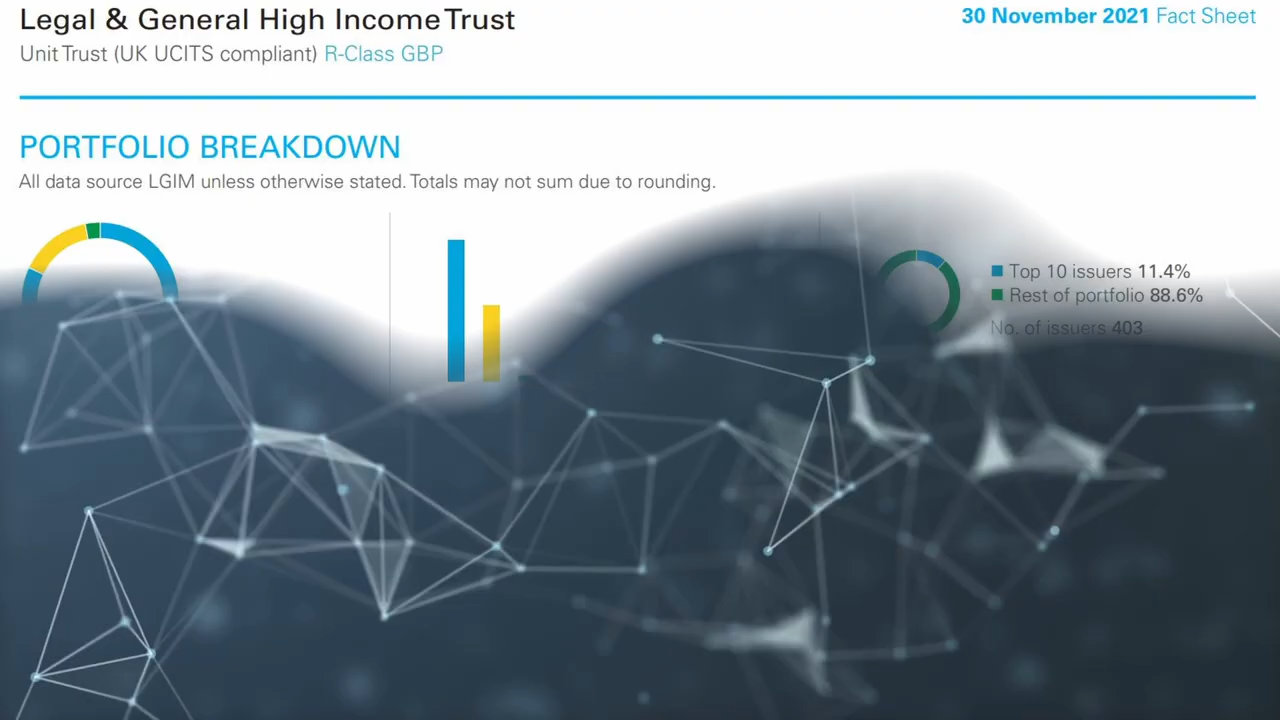 Legal & General High Income Trust
30 November 2021 Fact Sheet
Unit Trust (UK UCITS compliant) R-Class GBP
PORTFOLIO BREAKDOWN
All data source LGIM unless otherwise stated. Totals may not sum due to rounding.
Top 10 issuers 11.4%
Rest of portfolio 88.6%
No. of issuers 403